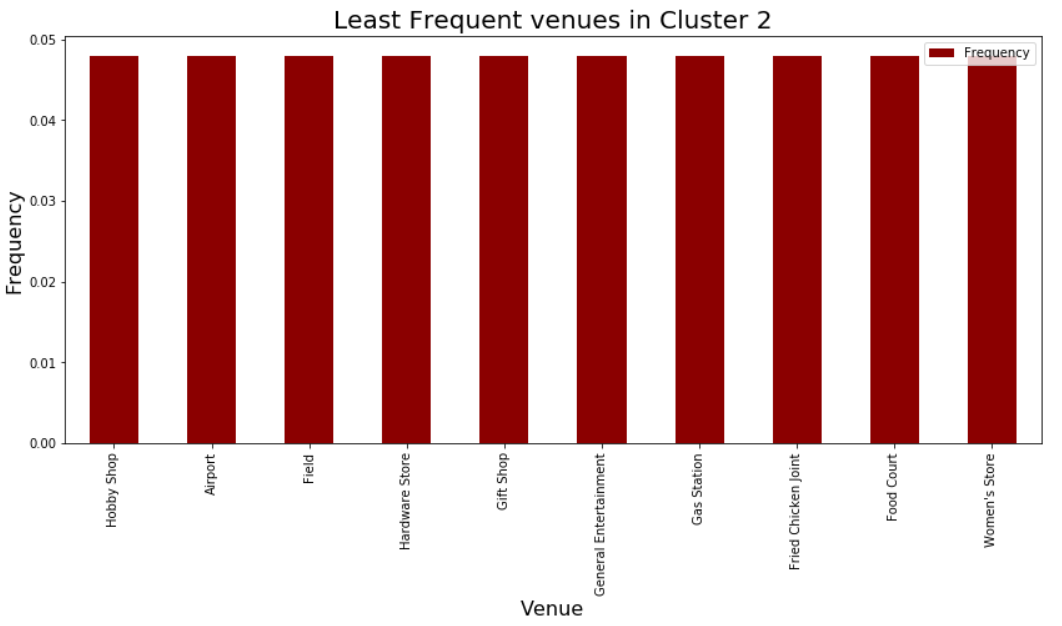 Least Frequent venues in Cluster 2
Frequency
0.05
0.04
0.03
0.02
0.01
0.00
Frequency
Hobby Shop
Airport
Field
Hardware Store
Gift Shop
General Entertainment
Gas Station
Fried Chicken Joint
Food Court
Women's Store
Venue